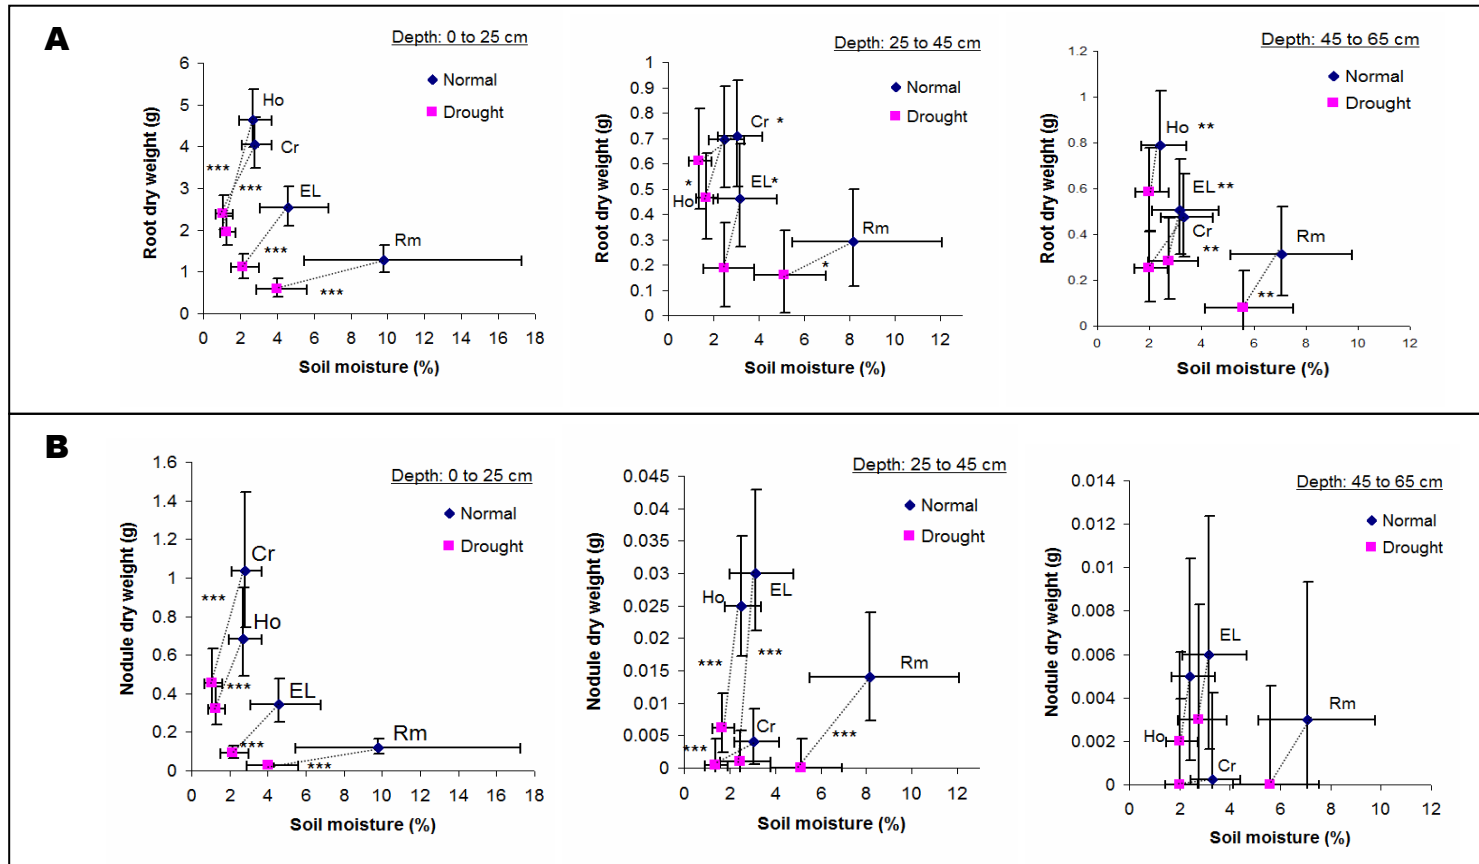 A
Depth: 0 to 25 cm
Normal
Drought
Root dry weight (g)
6
5
4
3
2
1
0
Ho
Cr
***
***
EL
***
Rm
***
0 2 4 6 8 10 12 14 16 18
Soil moisture (%)
Depth: 25 to 45 cm
Normal
Drought
Root dry weight (g)
1
0.9
0.8
0.7
0.6
0.5
0.4
0.3
0.2
0.1
0
Cr *
*
EL*
Ho
Rm
*
0 2 4 6 8 10 12
Soil moisture (%)
Depth: 45 to 65 cm
Normal
Drought
Root dry weight (g)
1.2
1
0.8
0.6
0.4
0.2
0
Ho **
EL **
Cr
**
Rm
**
0 2 4 6 8 10 12
Soil moisture (%)
B
Depth: 0 to 25 cm
Normal
Drought
Nodule dry weight (g)
1.6
1.4
1.2
1
0.8
0.6
0.4
0.2
0
Cr
***
Ho
***
EL
***
Rm
***
0 2 4 6 8 10 12 14 16 18
Soil moisture (%)
Depth: 25 to 45 cm
Normal
Drought
Nodule dry weight (g)
0.045
0.04
0.035
0.03
0.025
0.02
0.015
0.01
0.005
0
EL
Ho
***
***
Rm
Cr
***
***
0 2 4 6 8 10 12
Soil moisture (%)
Depth: 45 to 65 cm
Normal
Drought
Nodule dry weight (g)
0.014
0.012
0.01
0.008
0.006
0.004
0.002
0
EL
Rm
Ho
Cr
0 2 4 6 8 10 12
Soil moisture (%)